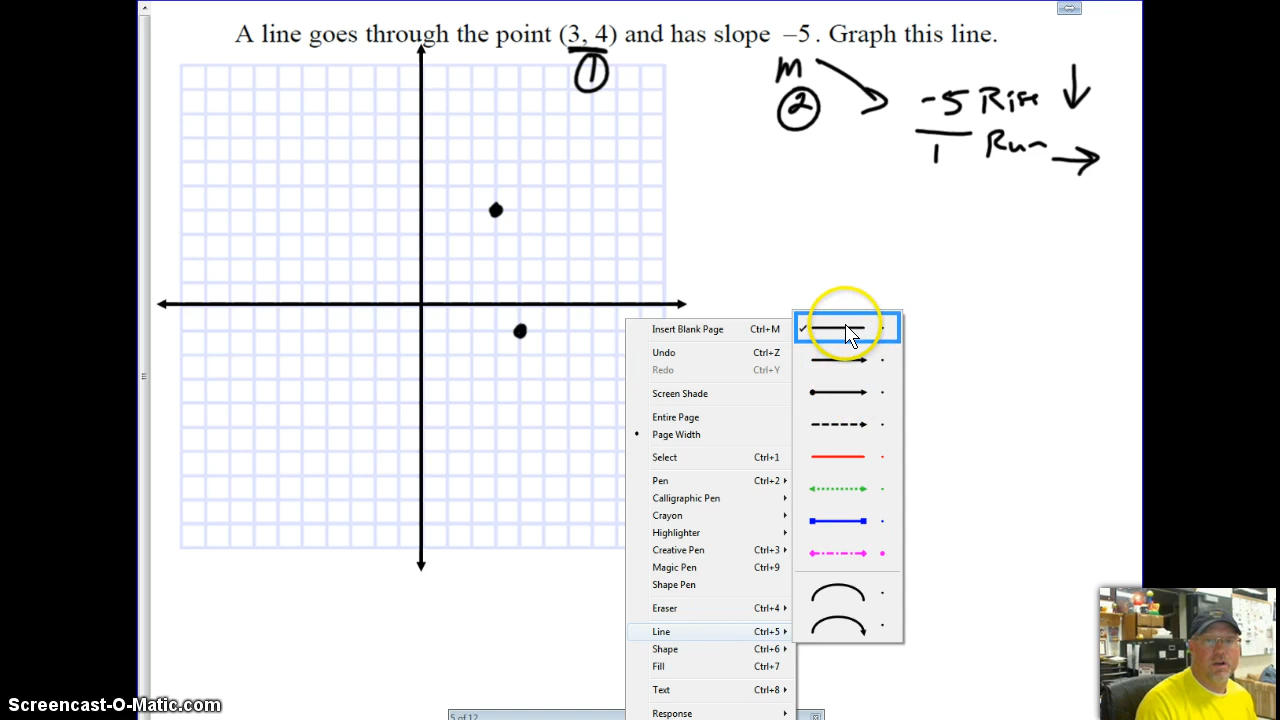 A line goes through the point (3, 4) and has slope −5. Graph this line.
①
m
②
-5 Rise ↓
1 Run →
Insert Blank Page Ctrl+M
Undo Ctrl+Z
Redo Ctrl+Y
Screen Shade
Entire Page
Page Width
Select Ctrl+1
Pen Ctrl+2
Calligraphic Pen
Crayon
Highlighter
Creative Pen Ctrl+3
Magic Pen Ctrl+9
Shape Pen
Eraser Ctrl+4
Line Ctrl+5
Shape Ctrl+6
Fill Ctrl+7
Text Ctrl+8
Response
5 of 12
Screencast-O-Matic.com